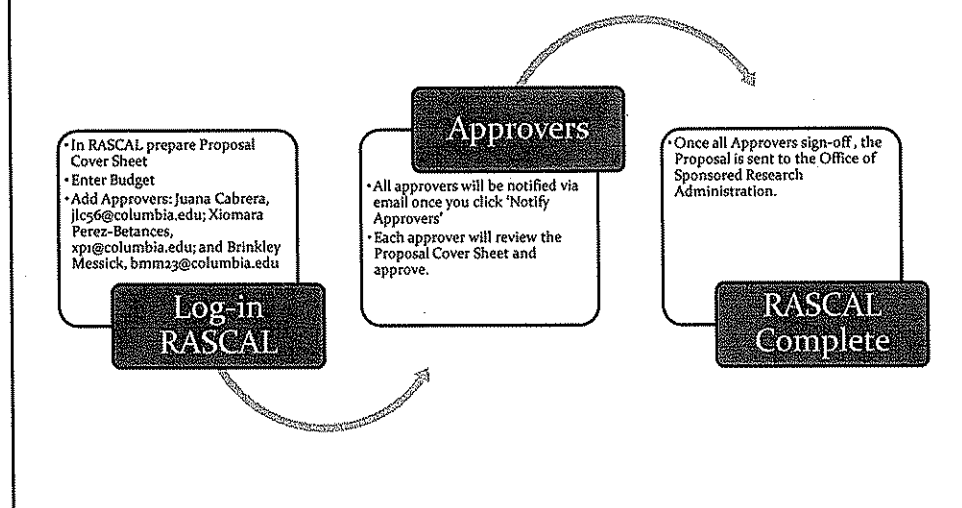 •In RASCAL prepare Proposal
Cover Sheet
•Enter Budget
•Add Approvers: Juana Cabrera,
jlc56@columbia.edu; Xiomara
Perez-Betances,
xp1@columbia.edu; and Brinkley
Messick, bmm23@columbia.edu
Log-in
RASCAL
Approvers
•All approvers will be notified via
email once you click 'Notify
Approvers'
•Each approver will review the
Proposal Cover Sheet and
approve.
•Once all Approvers sign-off, the
Proposal is sent to the Office of
Sponsored Research
Administration.
RASCAL
Complete